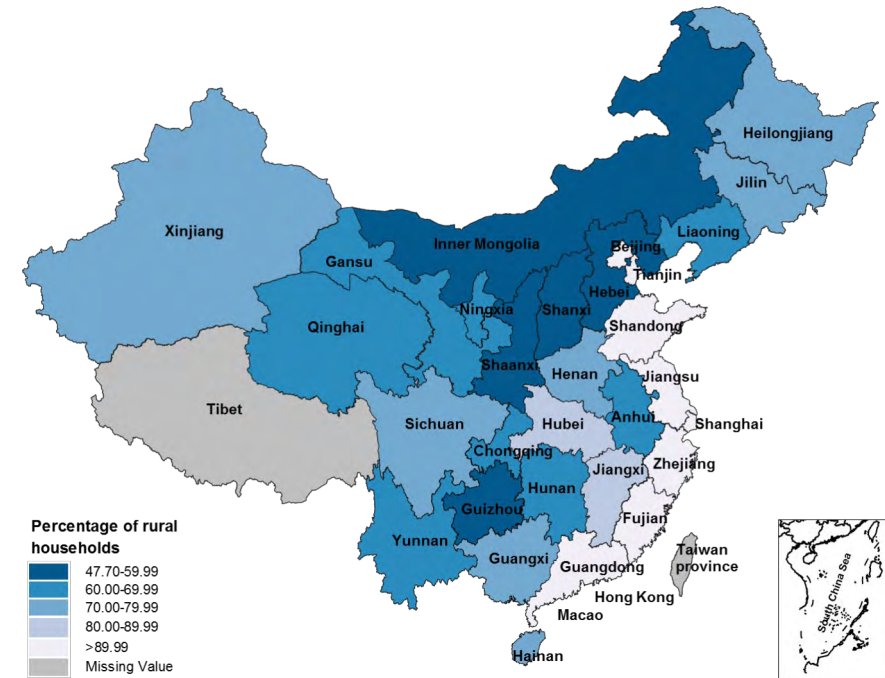 Heilongjiang
Jilin
Xinjiang
Liaoning
Inner Mongolia
Beijing
Gansu
Tianjin
Hebei
Ningxia
Shanxi
Qinghai
Shandong
Shaanxi
Henan
Jiangsu
Tibet
Anhui
Sichuan
Hubei
Shanghai
Chongqing
Jiangxi
Zhejiang
Hunan
Guizhou
Fujian
Yunnan
Guangxi
Taiwan
province
Guangdong
Hong Kong
Macao
Hainan
South China Sea
Percentage of rural
households
47.70-59.99
60.00-69.99
70.00-79.99
80.00-89.99
>89.99
Missing Value